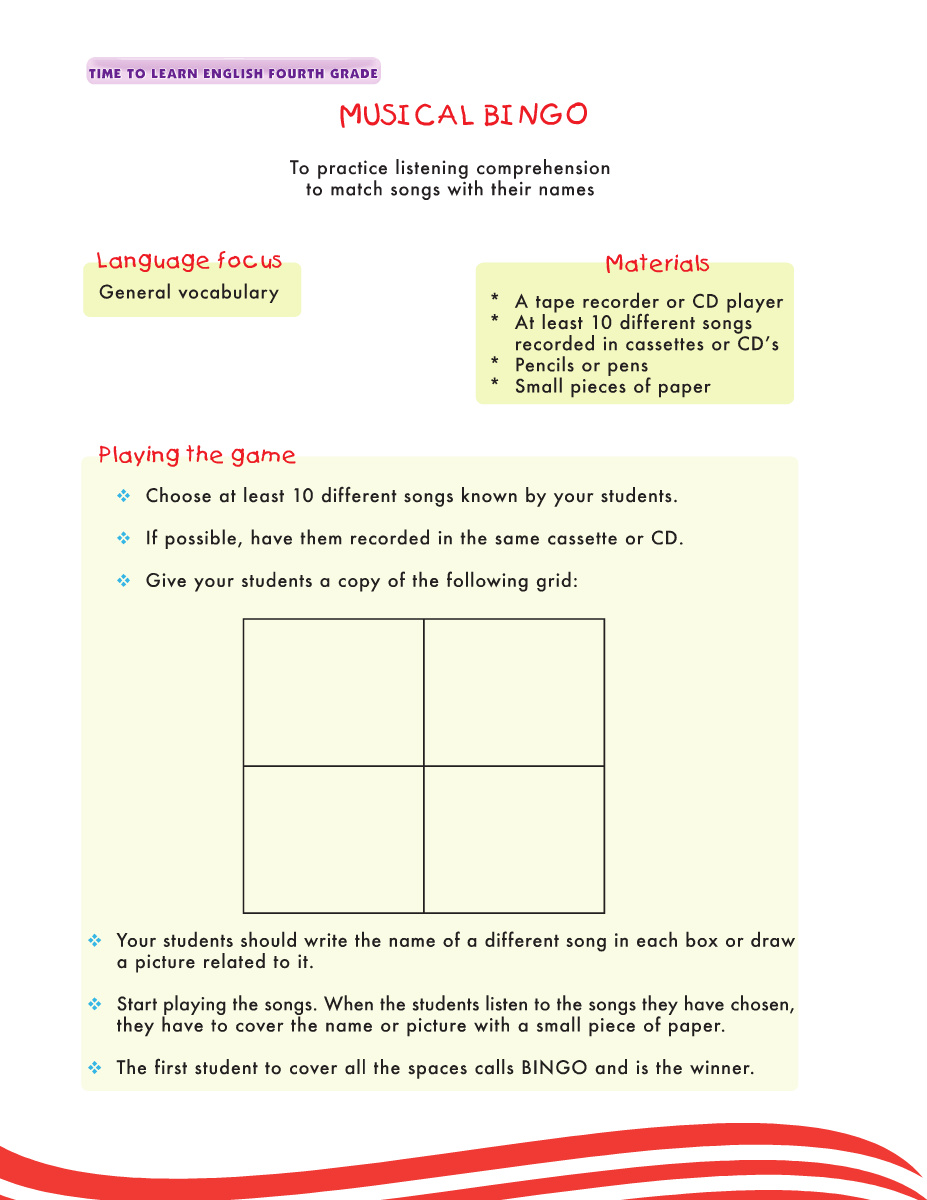 TIME TO LEARN ENGLISH FOURTH GRADE
MUSICAL BINGO
To practice listening comprehension
to match songs with their names
Language focus
General vocabulary
Materials
* A tape recorder or CD player
* At least 10 different songs
recorded in cassettes or CD's
* Pencils or pens
* Small pieces of paper
Playing the game
❖ Choose at least 10 different songs known by your students.
❖ If possible, have them recorded in the same cassette or CD.
❖ Give your students a copy of the following grid:
❖ Your students should write the name of a different song in each box or draw
a picture related to it.
❖ Start playing the songs. When the students listen to the songs they have chosen,
they have to cover the name or picture with a small piece of paper.
❖ The first student to cover all the spaces calls BINGO and is the winner.